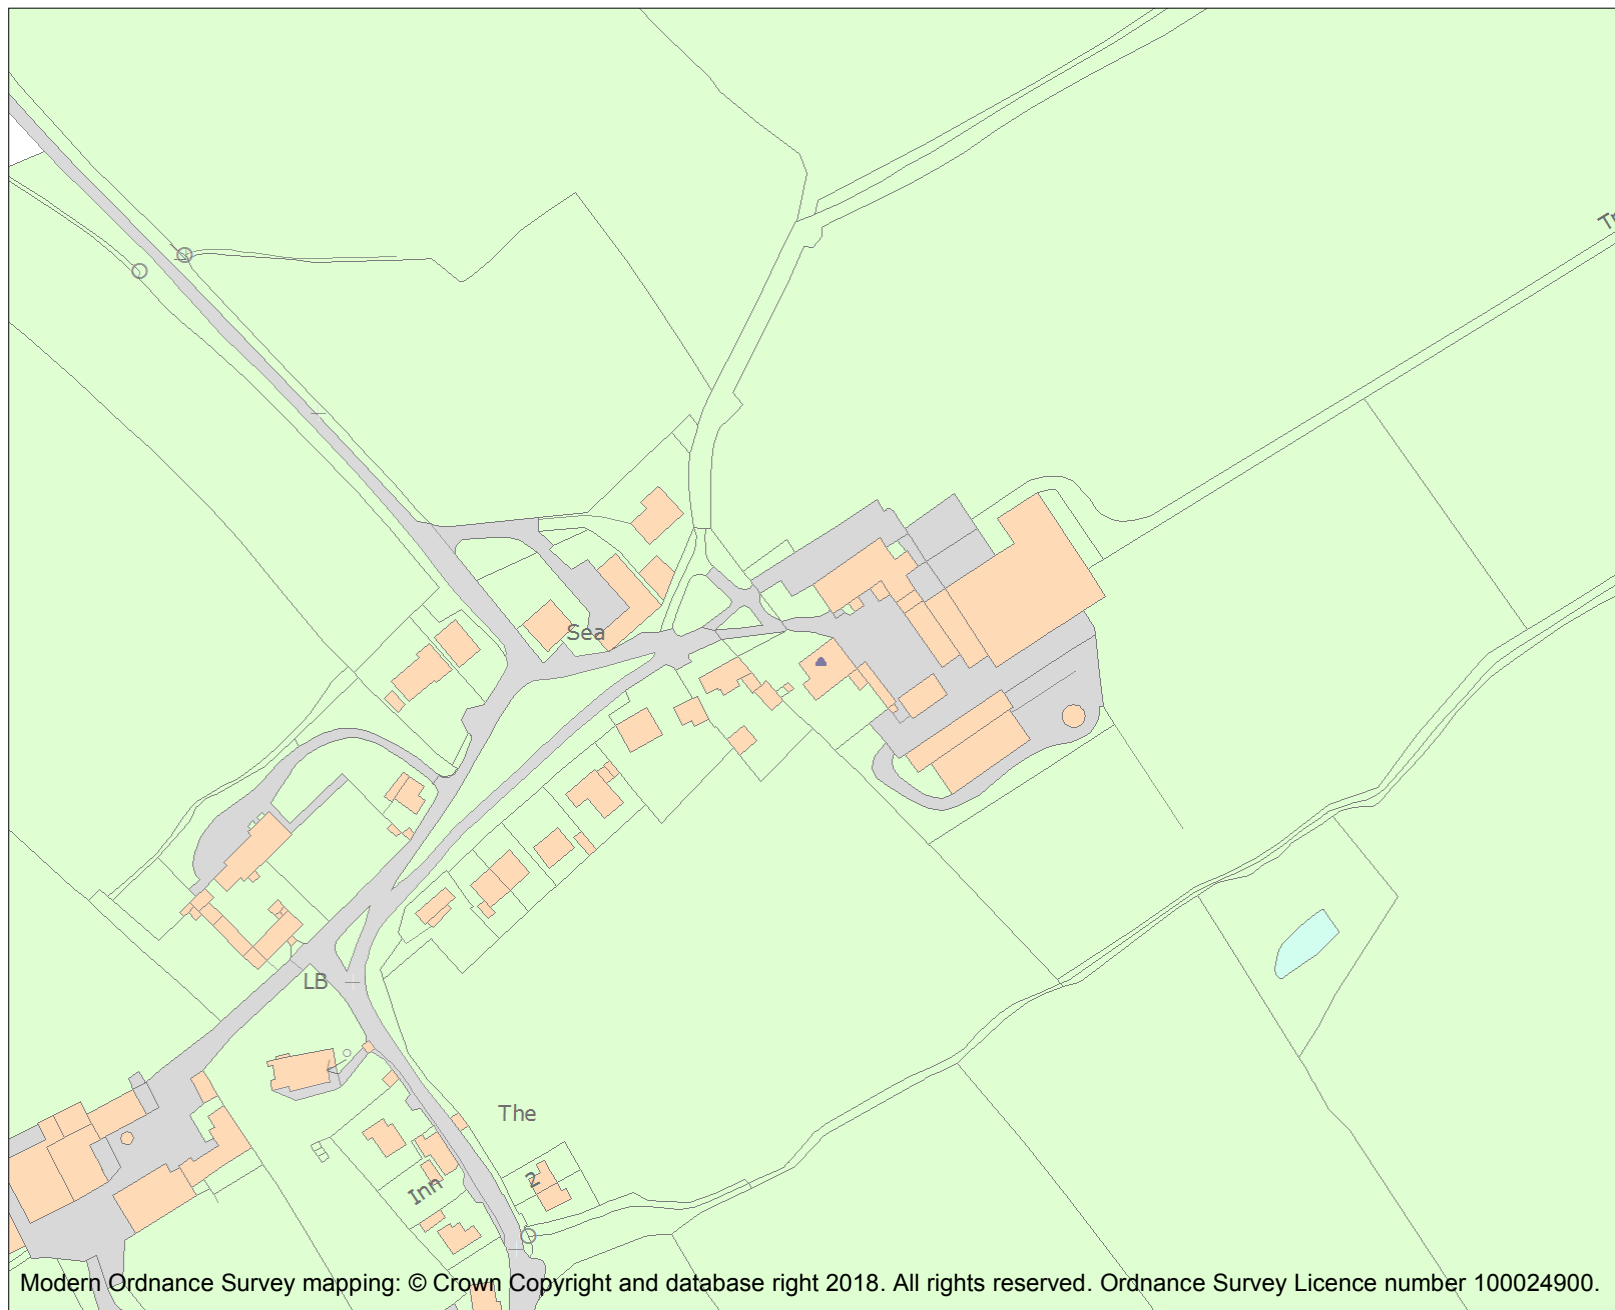 Tr
Sea
LB
The
Inn
2
Modern Ordnance Survey mapping: © Crown Copyright and database right 2018. All rights reserved. Ordnance Survey Licence number 100024900.